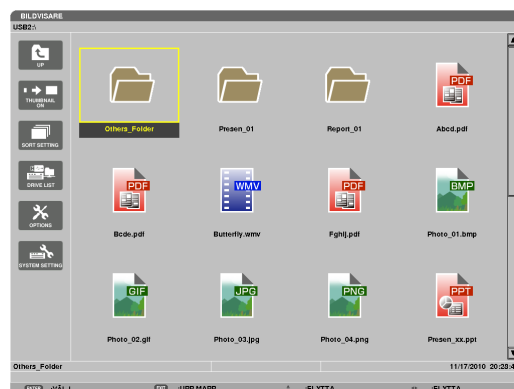 BILDVISARE
USB2:\
UP
THUMBNAIL ON
SORT SETTING
DRIVE LIST
OPTIONS
SYSTEM SETTING
Others_Folder
Presen_01
Report_01
PDF
Abcd.pdf
PDF
Bcde.pdf
WMV
Butterfly.wmv
PDF
Fghij.pdf
BMP
Photo_01.bmp
GIF
Photo_02.gif
JPG
Photo_03.jpg
PNG
Photo_04.png
PPT
Presen_xx.ppt
Others_Folder
11/17/2010 20:28:4